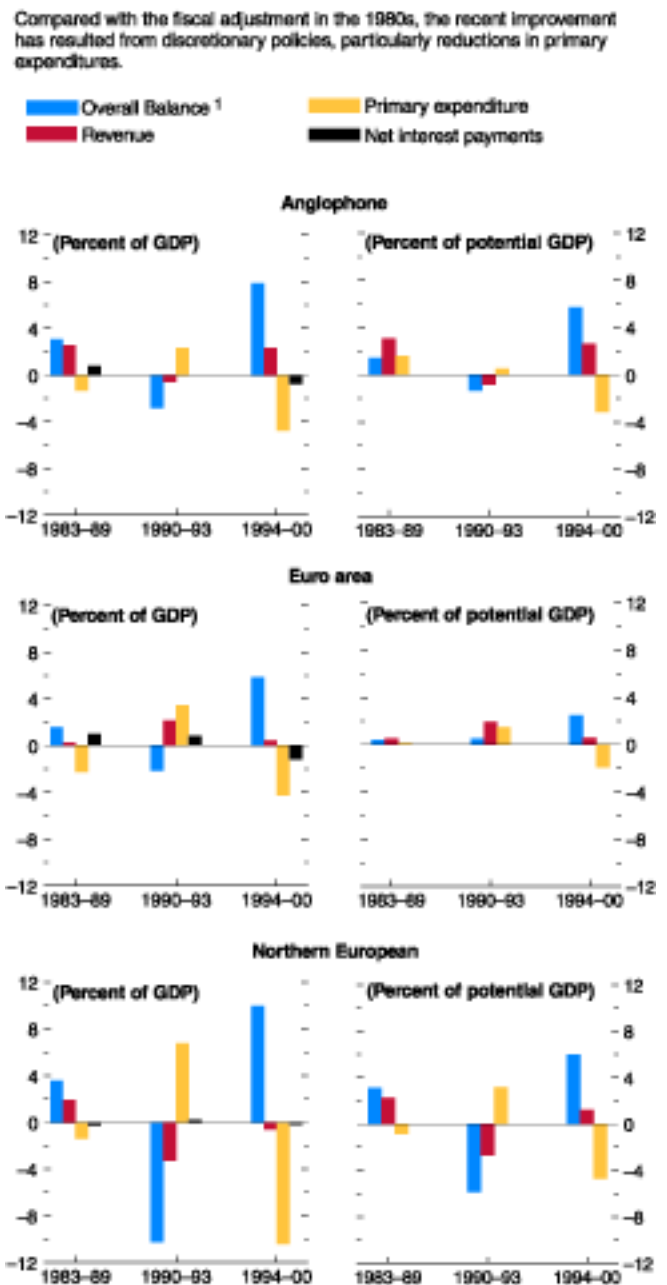 Compared with the fiscal adjustment in the 1980s, the recent improvement
has resulted from discretionary policies, particularly reductions in primary
expenditures.
Overall Balance 1
Primary expenditure
Revenue
Net interest payments
Anglophone
(Percent of GDP)
(Percent of potential GDP)
12
8
4
0
−4
−8
−12
12
8
4
0
−4
−8
−12
1983–89 1990–93 1994–00
1983–89 1990–93 1994–00
Euro area
(Percent of GDP)
(Percent of potential GDP)
12
8
4
0
−4
−8
−12
12
8
4
0
−4
−8
−12
1983–89 1990–93 1994–00
1983–89 1990–93 1994–00
Northern European
(Percent of GDP)
(Percent of potential GDP)
12
8
4
0
−4
−8
−12
12
8
4
0
−4
−8
−12
1983–89 1990–93 1994–00
1983–89 1990–93 1994–00